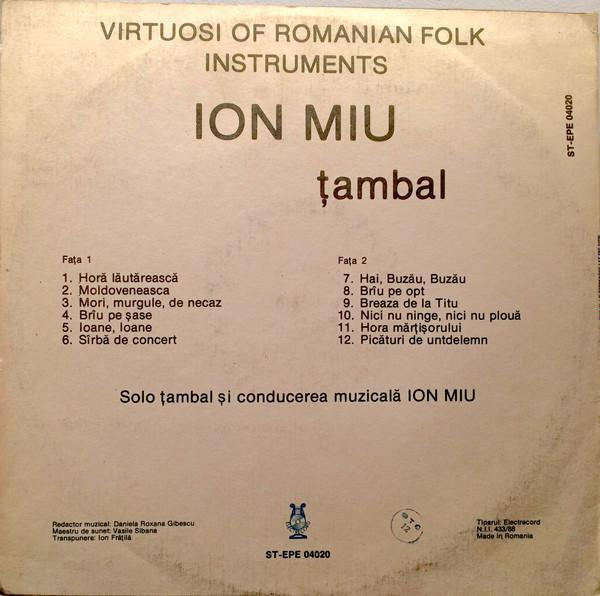 VIRTUOSI OF ROMANIAN FOLK
INSTRUMENTS
ION MIU
țambal
ST-EPE 04020
Fața 1
1. Horă lăutărească
2. Moldoveneasca
3. Mori, murgule, de necaz
4. Brîu pe șase
5. Ioane, Ioane
6. Sîrbă de concert
Fața 2
7. Hai, Buzău, Buzău
8. Brîu pe opt
9. Breaza de la Titu
10. Nici nu ninge, nici nu plouă
11. Hora mărțișorului
12. Picături de untdelemn
Solo țambal și conducerea muzicală ION MIU
Redactor muzical: Daniela Roxana Gibescu
Maestru de sunet: Vasile Sibana
Transpunere: Ion Frățilă
ST-EPE 04020
12
Tiparul: Electrecord
N.I.I. 433/88
Made in Romania